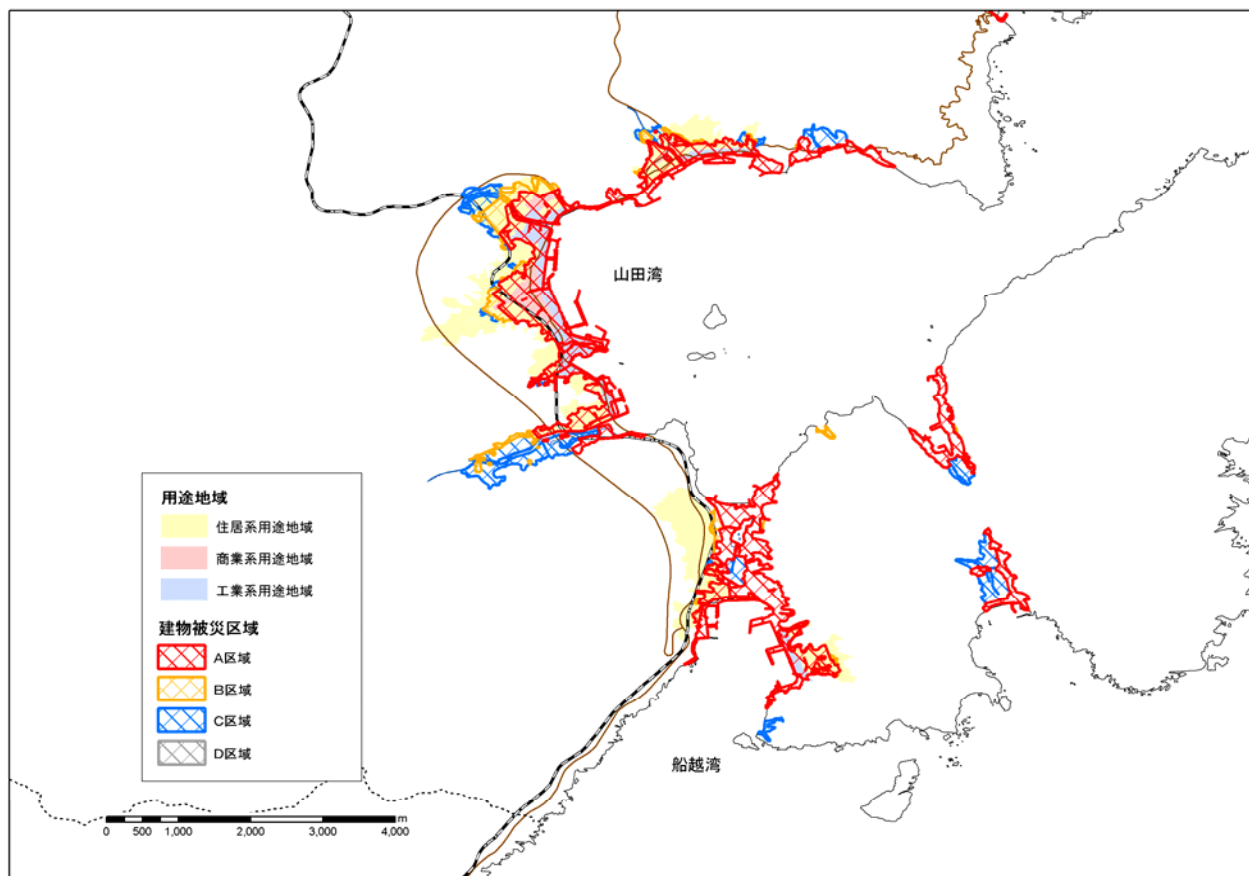 山田湾
用途地域
住居系用途地域
商業系用途地域
工業系用途地域
建物被災区域
A区域
B区域
C区域
D区域
船越湾
0 500 1,000 2,000 3,000 4,000 m